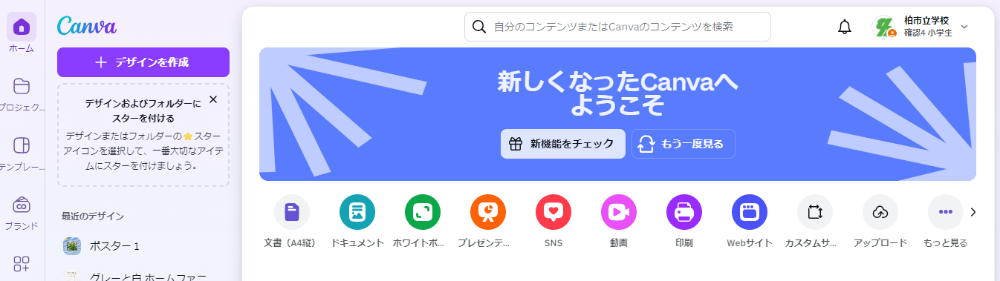 Canva
自分のコンテンツまたはCanvaのコンテンツを検索
柏市立学校
確認4 小学生
ホーム
デザインを作成
プロジェク...
デザインおよびフォルダーに
スターを付ける
デザインまたはフォルダーの⭐スター
アイコンを選択して、一番大切なアイテ
ムにスターを付けましょう。
テンプレー...
ブランド
最近のデザイン
ポスター 1
グレーと白 ホームファニ
新しくなったCanvaへ
ようこそ
新機能をチェック
もう一度見る
文書（A4縦）
ドキュメント
ホワイトボ...
プレゼンテ...
SNS
動画
印刷
Webサイト
カスタムサ...
アップロード
もっと見る